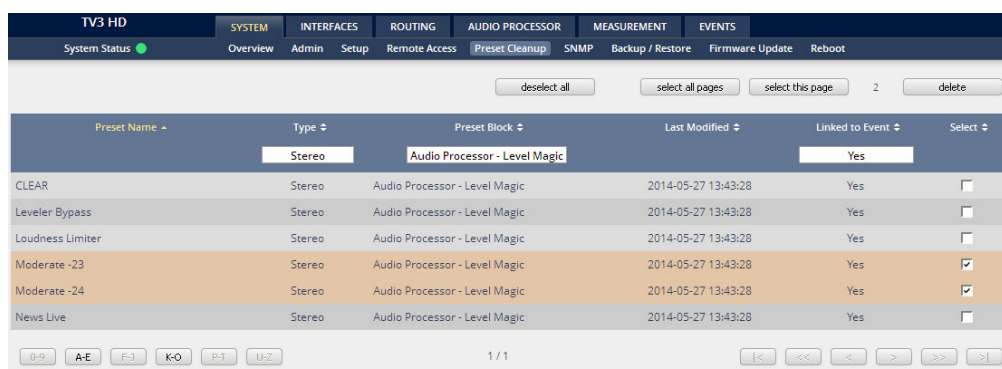 TV3 HD SYSTEM INTERFACES ROUTING AUDIO PROCESSOR MEASUREMENT EVENTS
System Status Overview Admin Setup Remote Access Preset Cleanup SNMP Backup / Restore Firmware Update Reboot
deselect all select all pages select this page 2 delete
Preset Name Type Preset Block Last Modified Linked to Event Select
Stereo Audio Processor - Level Magic Yes
CLEAR Stereo Audio Processor - Level Magic 2014-05-27 13:43:28 Yes
Leveler Bypass Stereo Audio Processor - Level Magic 2014-05-27 13:43:28 Yes
Loudness Limiter Stereo Audio Processor - Level Magic 2014-05-27 13:43:28 Yes
Moderate -23 Stereo Audio Processor - Level Magic 2014-05-27 13:43:28 Yes
Moderate -24 Stereo Audio Processor - Level Magic 2014-05-27 13:43:28 Yes
News Live Stereo Audio Processor - Level Magic 2014-05-27 13:43:28 Yes
0-9 A-E F-J K-O P-T U-Z 1 / 1 |< << < > >> >|